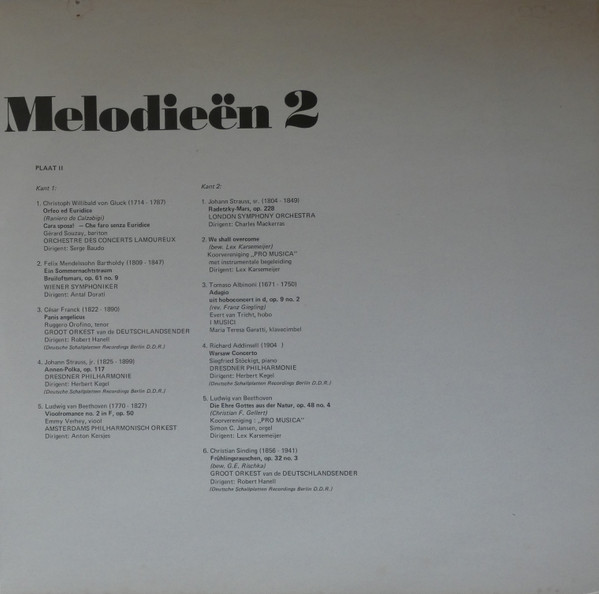 Melodieën 2
PLAAT II
Kant 1:
1. Christoph Willibald von Gluck (1714 - 1787)
Orfeo ed Euridice
(Raniero de Calzabigi)
Cara sposa! — Che faro senza Euridice
Gérard Souzay, bariton
ORCHESTRE DES CONCERTS LAMOUREUX
Dirigent: Serge Baudo
2. Felix Mendelssohn Bartholdy (1809 - 1847)
Ein Sommernachtstraum
Bruiloftsmars, op. 61 no. 9
WIENER SYMPHONIKER
Dirigent: Antal Dorati
3. César Franck (1822 - 1890)
Panis angelicus
Ruggero Orofino, tenor
GROOT ORKEST van de DEUTSCHLANDSENDER
Dirigent: Robert Hanell
4. Johann Strauss, jr. (1825 - 1899)
Annen-Polka, op. 117
DRESDNER PHILHARMONIE
Dirigent: Herbert Kegel
(Deutsche Schallplatten Recordings Berlin D.D.R.)
5. Ludwig van Beethoven (1770 - 1827)
Vioolromance no. 2 in F, op. 50
Emmy Verhey, viool
AMSTERDAMS PHILHARMONISCH ORKEST
Dirigent: Anton Kersjes
Kant 2:
1. Johann Strauss, sr. (1804 - 1849)
Radetzky-Mars, op. 228
LONDON SYMPHONY ORCHESTRA
Dirigent: Charles Mackerras
2. We shall overcome
(bew. Lex Karsemeijer)
Koorvereniging „PRO MUSICA"
met instrumentale begeleiding
Dirigent: Lex Karsemeijer
3. Tomaso Albinoni (1671 - 1750)
Adagio
uit hoboconcert in d, op. 9 no. 2
(rev. Franz Giegling)
Evert van Tricht, hobo
I MUSICI
Maria Teresa Garatti, klavecimbel
4. Richard Addinsell (1904 - )
Warsaw Concerto
Siegfried Stöckigt, piano
DRESDNER PHILHARMONIE
Dirigent: Herbert Kegel
(Deutsche Schallplatten Recordings Berlin D.D.R.)
5. Ludwig van Beethoven
Die Ehre Gottes aus der Natur, op. 48 no. 4
(Christian F. Gellert)
Koorvereniging : „PRO MUSICA"
Simon C. Jansen, orgel
Dirigent: Lex Karsemeijer
6. Christian Sinding (1856 - 1941)
Frühlingsrauschen, op. 32 no. 3
(bew. G.E. Rischka)
GROOT ORKEST van de DEUTSCHLANDSENDER
Dirigent: Robert Hanell
(Deutsche Schallplatten Recordings Berlin D.D.R.)